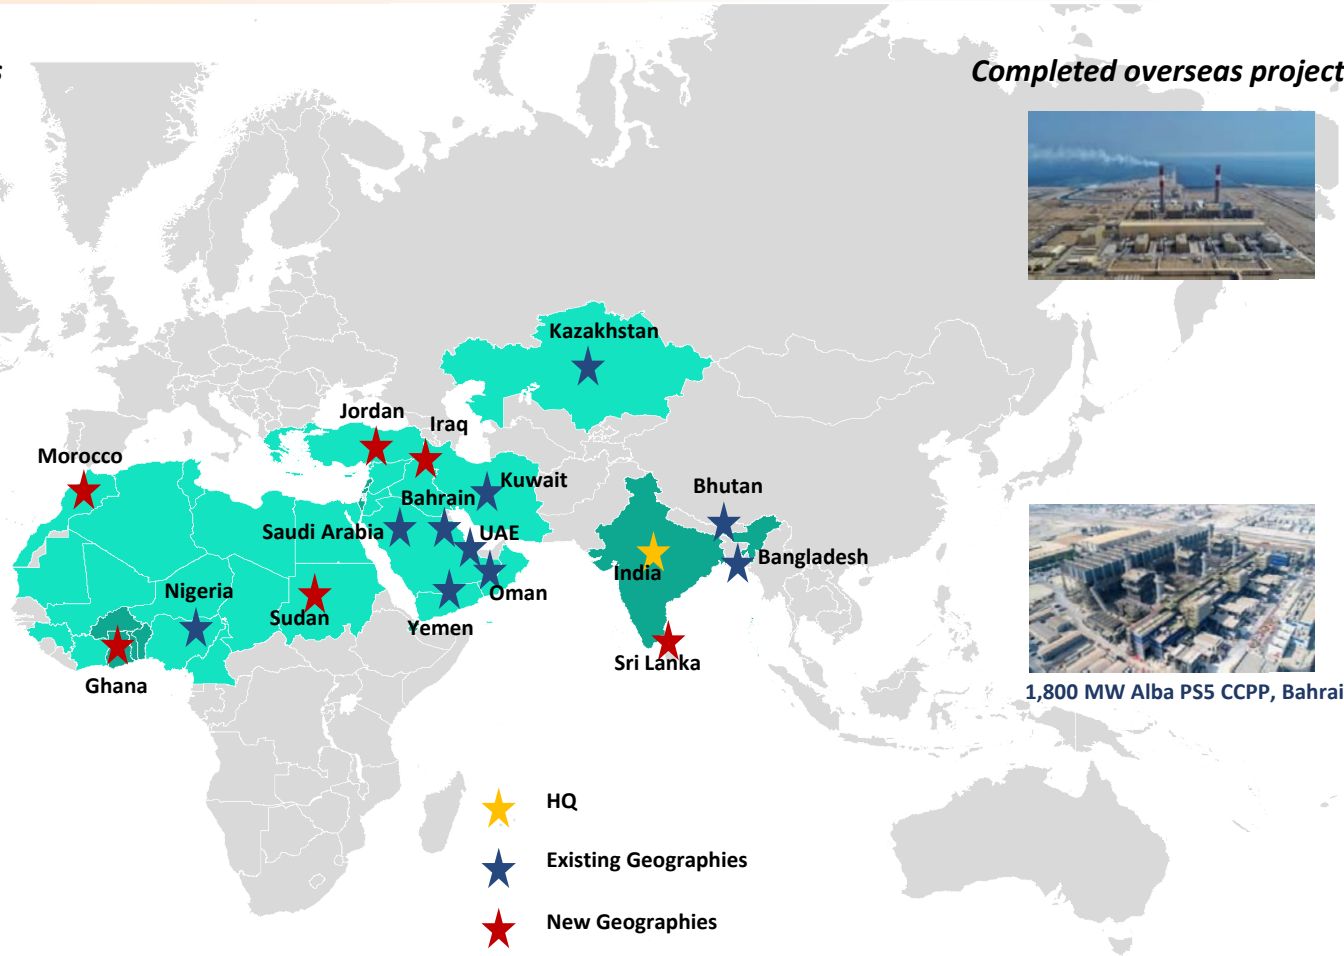 s
Completed overseas project
Kazakhstan
Jordan
Iraq
Morocco
Kuwait
Bahrain
Bhutan
Saudi Arabia
UAE
Bangladesh
India
Nigeria
Oman
Sudan
Yemen
Sri Lanka
Ghana
1,800 MW Alba PS5 CCPP, Bahrai
HQ
Existing Geographies
New Geographies